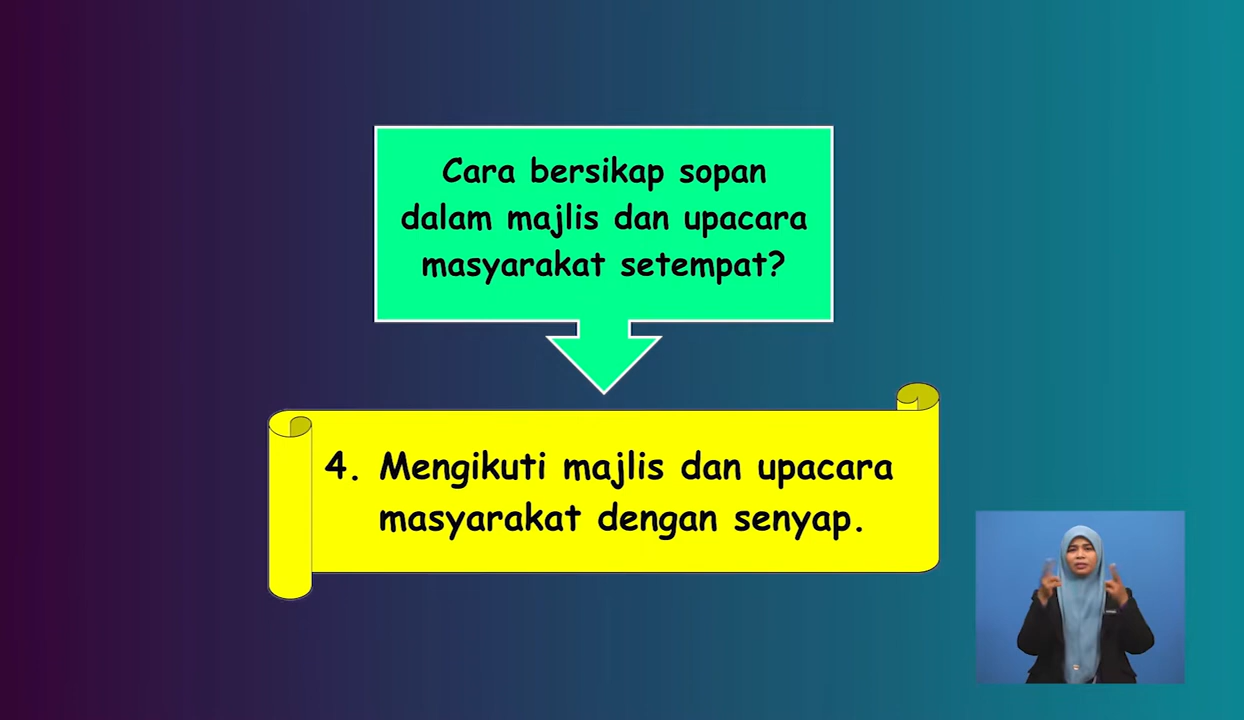 Cara bersikap sopan
dalam majlis dan upacara
masyarakat setempat?
4. Mengikuti majlis dan upacara
masyarakat dengan senyap.